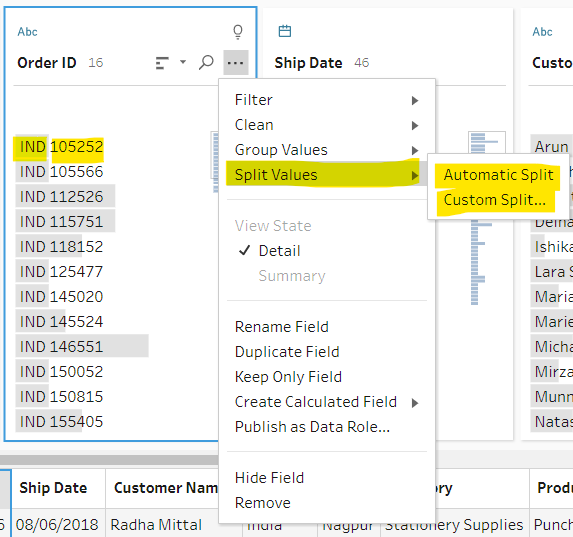 Abc
Abc
Order ID 16
Ship Date 46
Custo
IND 105252
IND 105566
IND 112526
IND 115751
IND 118152
IND 125477
IND 145020
IND 145524
IND 146551
IND 150052
IND 150815
IND 155405
Filter
Clean
Group Values
Split Values
View State
✓ Detail
Summary
Rename Field
Duplicate Field
Keep Only Field
Create Calculated Field
Publish as Data Role...
Hide Field
Remove
Automatic Split
Custom Split...
Arun
Ishika
Lara S
Maria
Marie
Micha
Mirza
Munn
Natas
Ship Date Customer Nam Produ
08/06/2018 Radha Mittal India Nagpur Stationery Supplies Punch